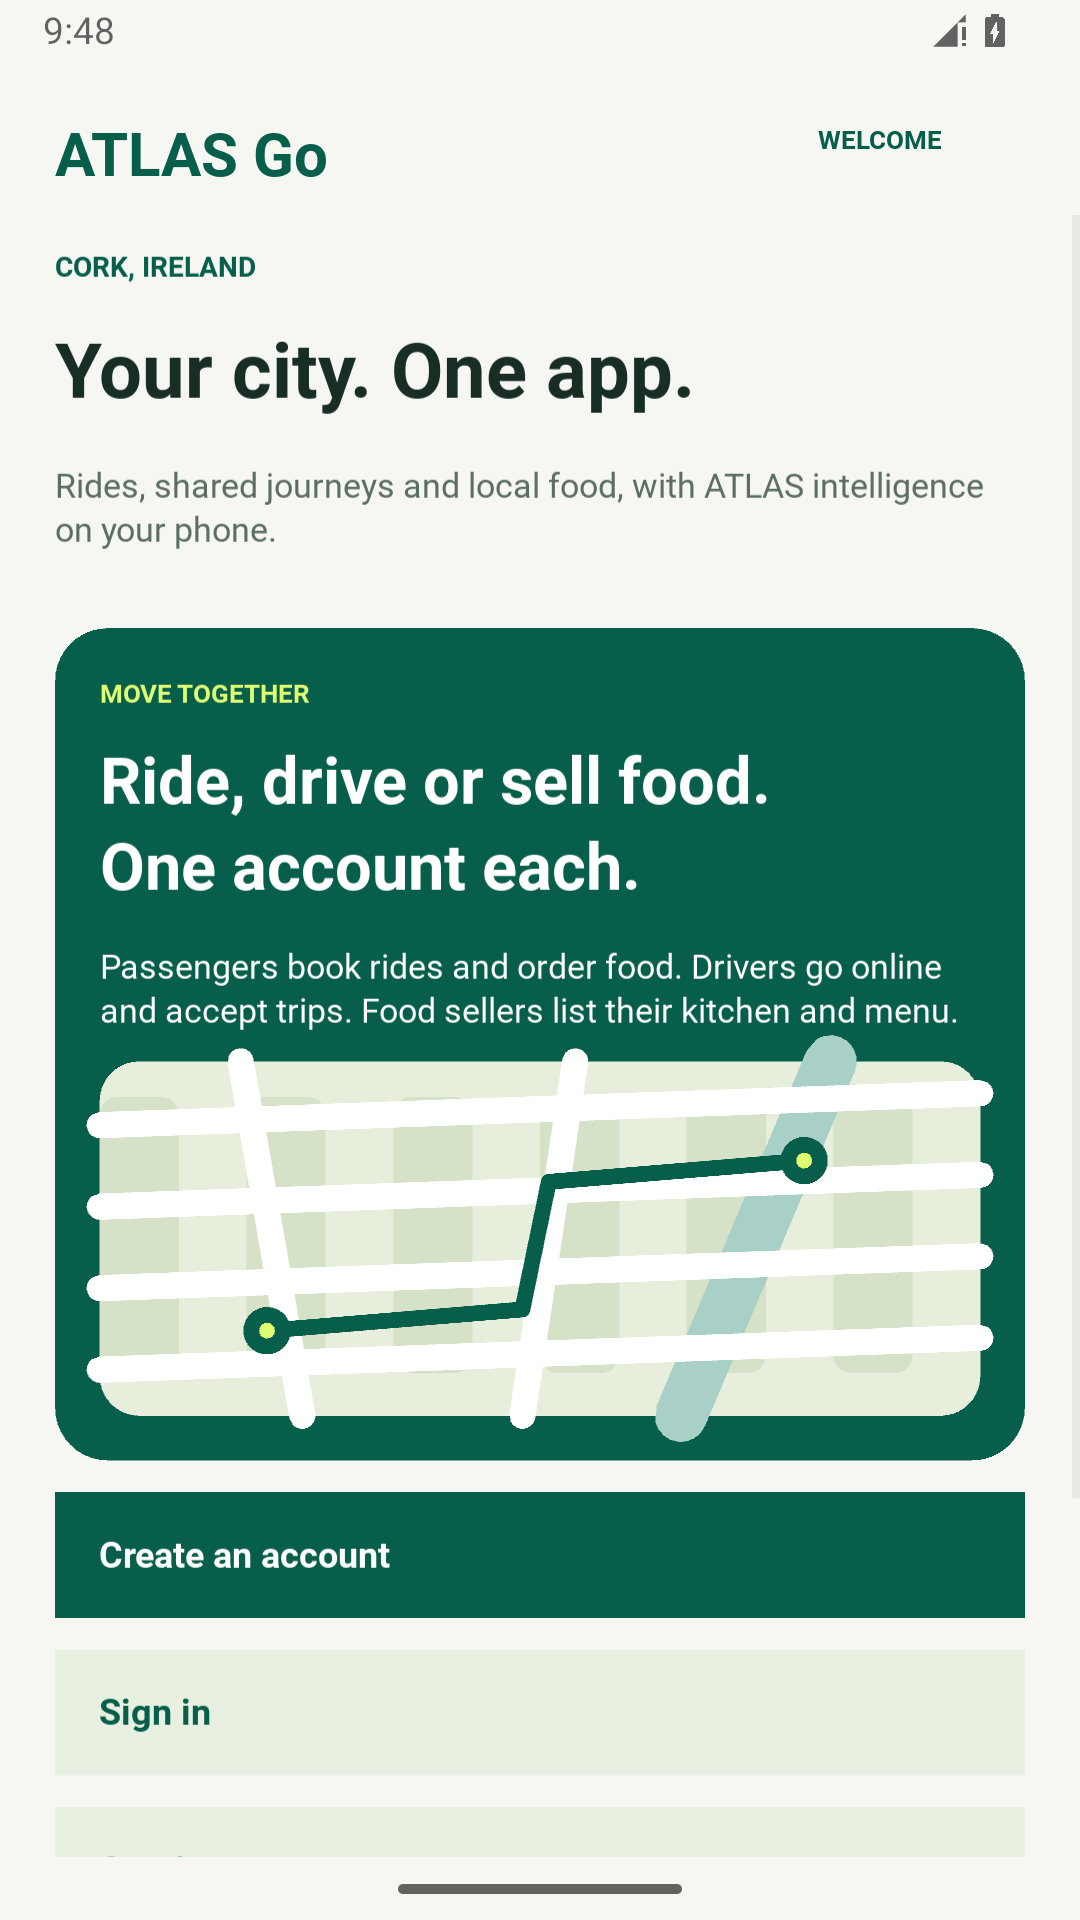 9:48
ATLAS Go
WELCOME
CORK, IRELAND
Your city. One app.
Rides, shared journeys and local food, with ATLAS intelligence
on your phone.
MOVE TOGETHER
Ride, drive or sell food.
One account each.
Passengers book rides and order food. Drivers go online
and accept trips. Food sellers list their kitchen and menu.
Create an account
Sign in